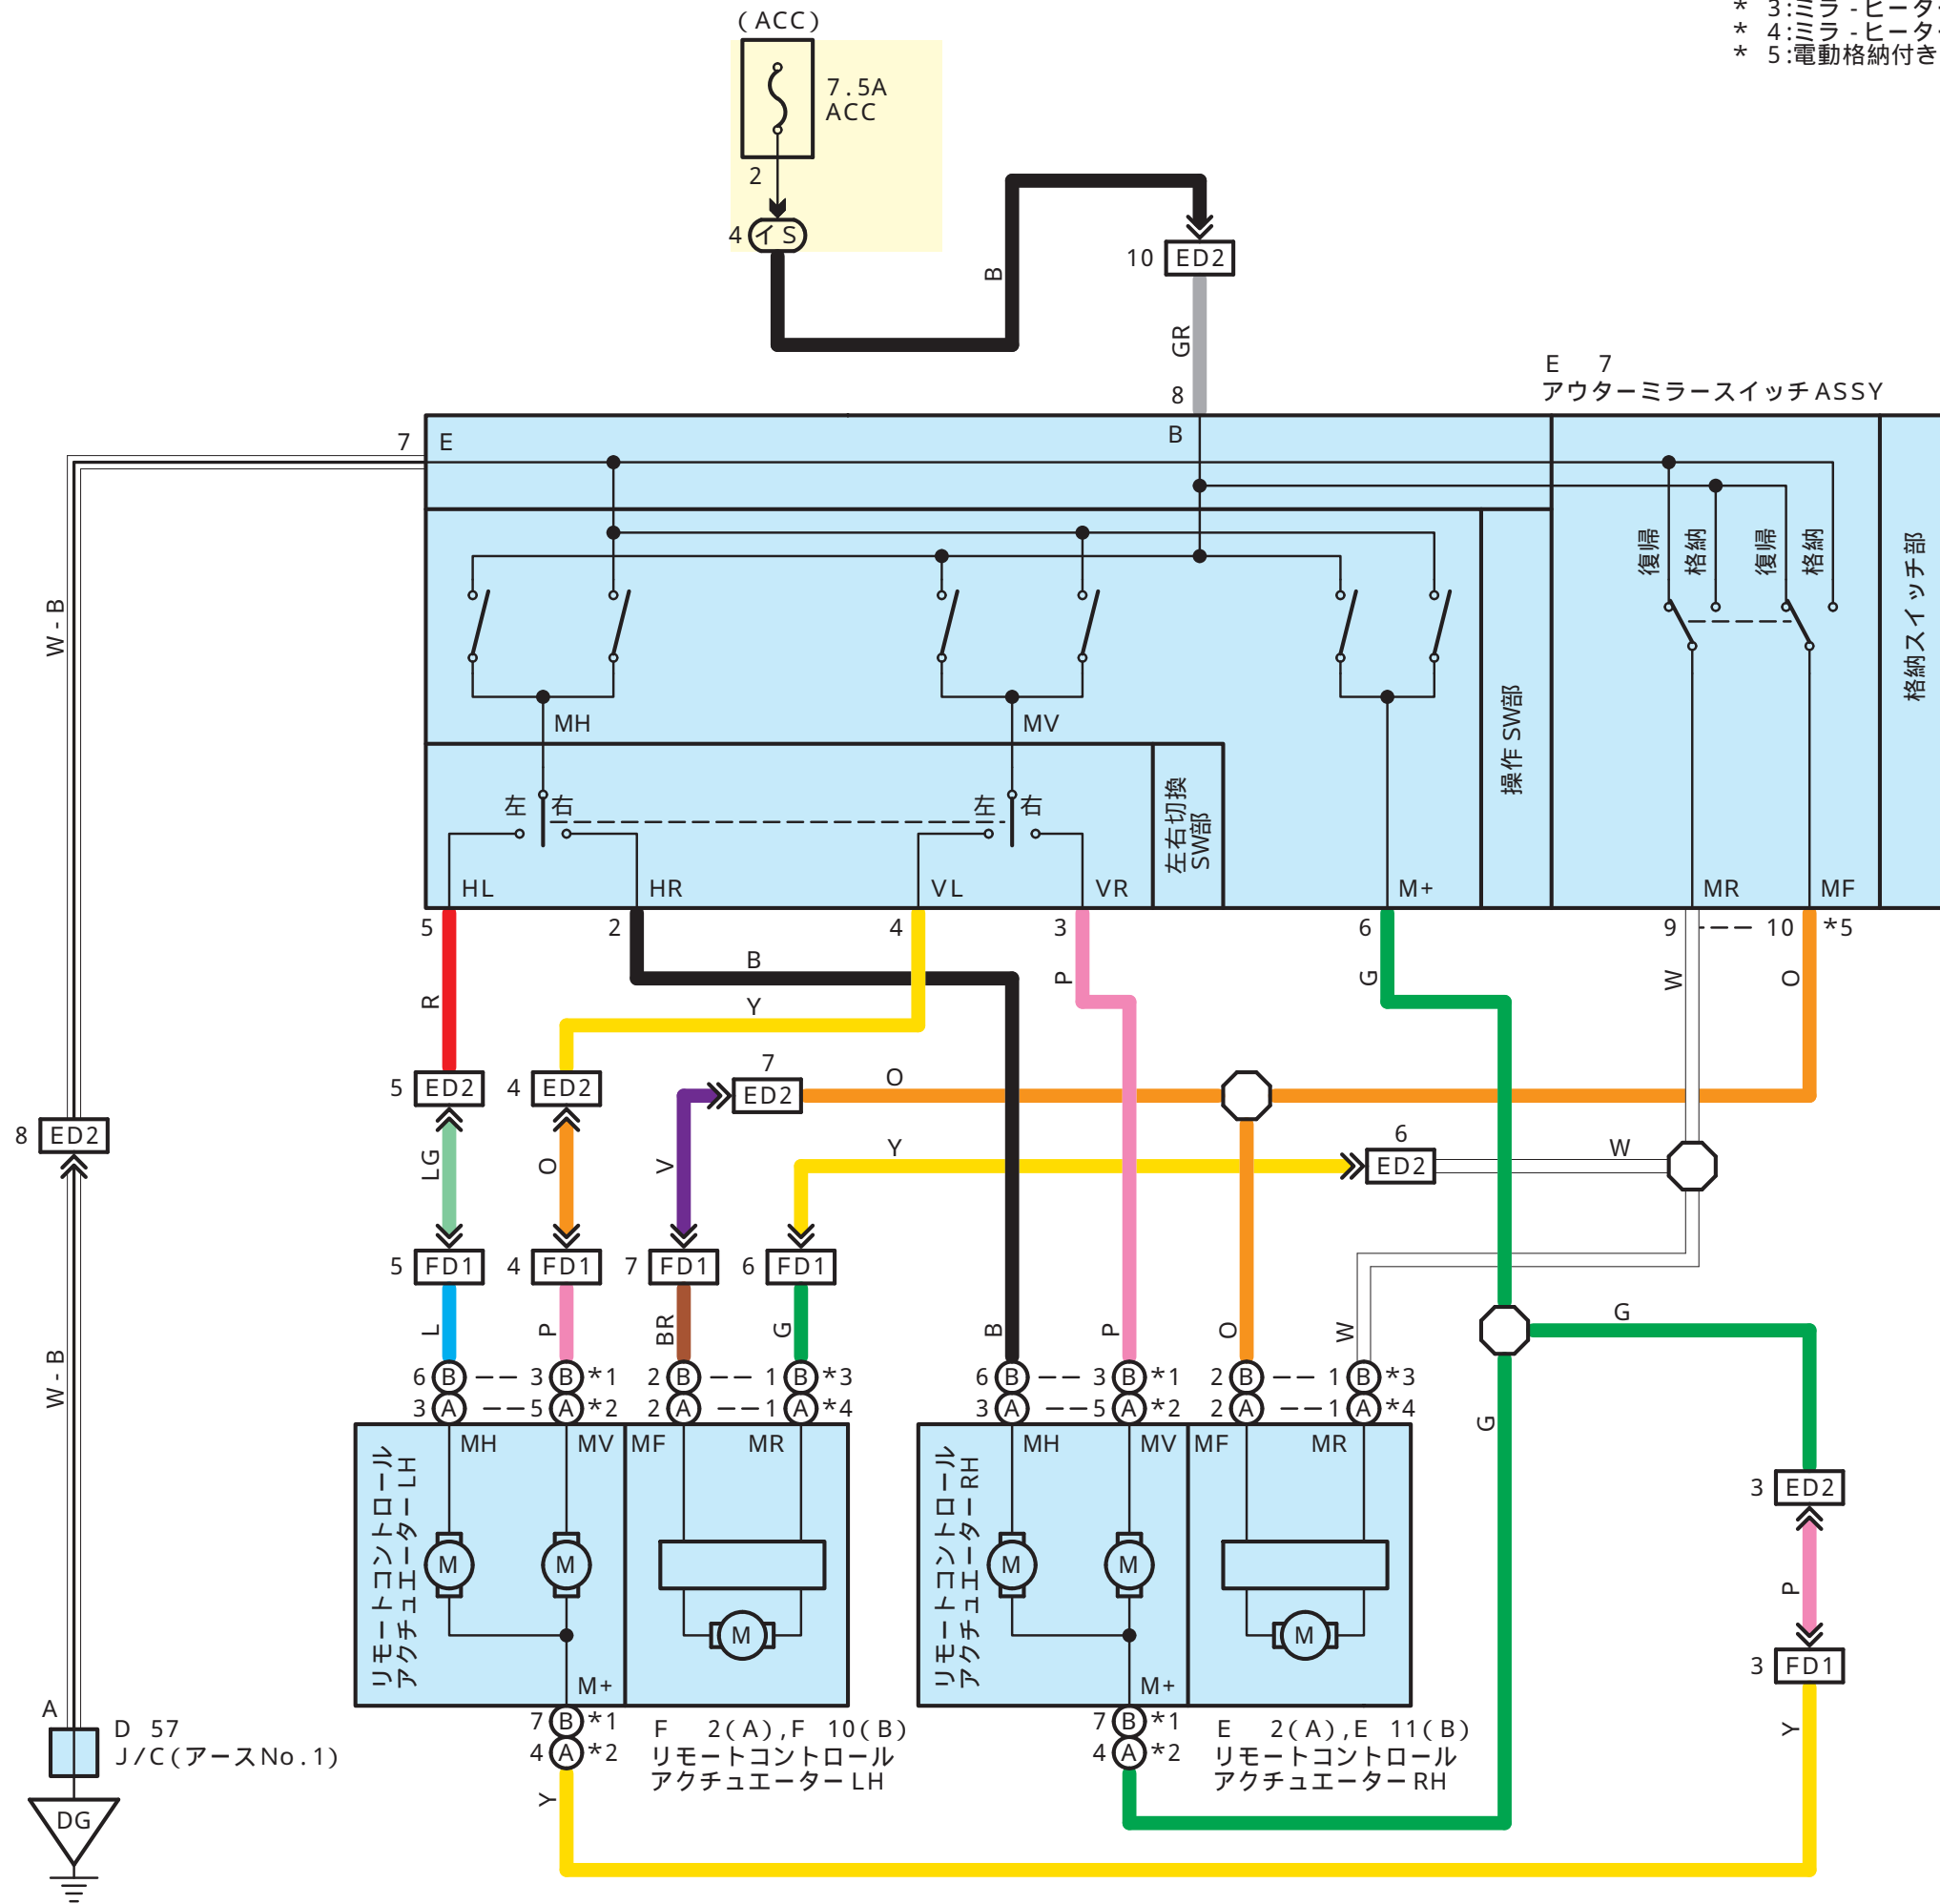 (ACC)
* 3:ミラ-ヒータ
* 4:ミラ-ヒータ
* 5:電動格納付き
7.5A
ACC
2
4
イS
B
10
ED2
GR
E 7
アウターミラースイッチASSY
8
7
E
B
W-B
復帰
格納
復帰
格納
格納スイッチ部
MH
MV
操作SW部
左
右
左
右
左右切換
SW部
HL
HR
VL
VR
M+
MR
MF
5
2
4
3
6
9
10
*5
R
B
Y
P
G
W
O
5
ED2
4
ED2
7
ED2
O
8
ED2
LG
O
V
Y
6
ED2
W
5
FD1
4
FD1
7
FD1
6
FD1
L
P
BR
G
B
P
O
W
G
W-B
6
B
3
B
*1
2
B
1
B
*3
6
B
3
B
*1
2
B
1
B
*3
3
A
5
A
*2
2
A
1
A
*4
3
A
5
A
*2
2
A
1
A
*4
G
MH
MV
MF
MR
MH
MV
MF
MR
リモートコントロール
アクチュエーターLH
リモートコントロール
アクチュエーターRH
3
ED2
M
M
M
M
M
M
P
3
FD1
M+
M+
A
D 57
J/C(アースNo.1)
7
B
*1
4
A
*2
F 2(A),F 10(B)
リモートコントロール
アクチュエーターLH
7
B
*1
4
A
*2
E 2(A),E 11(B)
リモートコントロール
アクチュエーターRH
Y
Y
DG